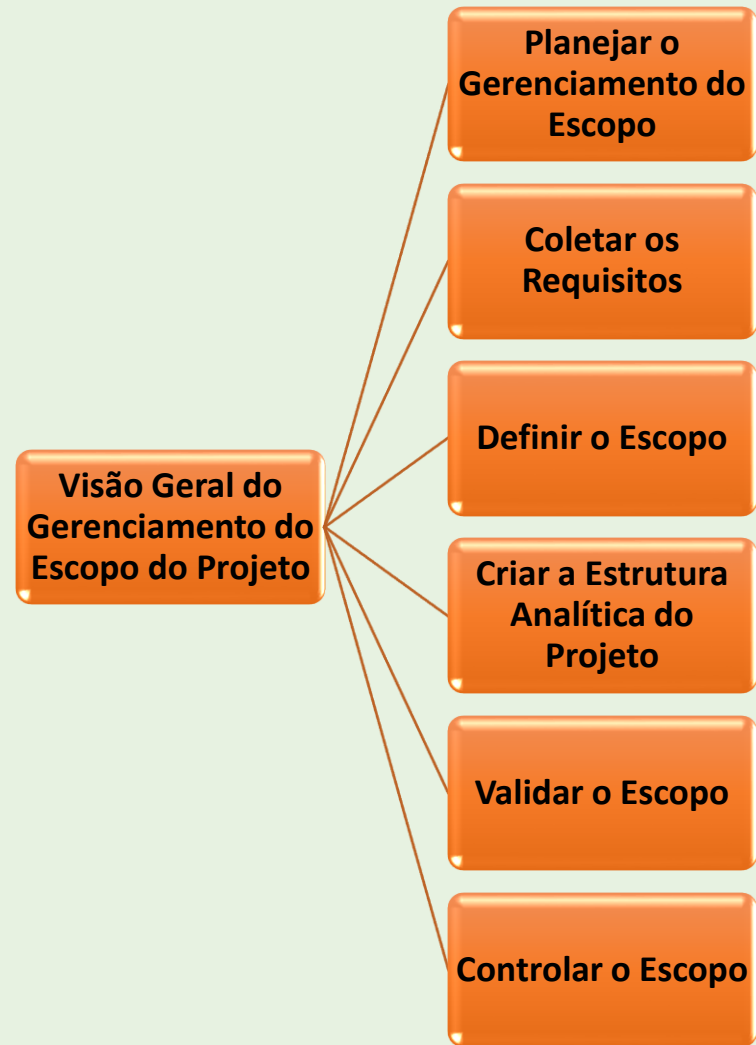 Planejar o
Gerenciamento do
Escopo
Coletar os
Requisitos
Definir o Escopo
Visão Geral do
Gerenciamento do
Escopo do Projeto
Criar a Estrutura
Analítica do
Projeto
Validar o Escopo
Controlar o Escopo